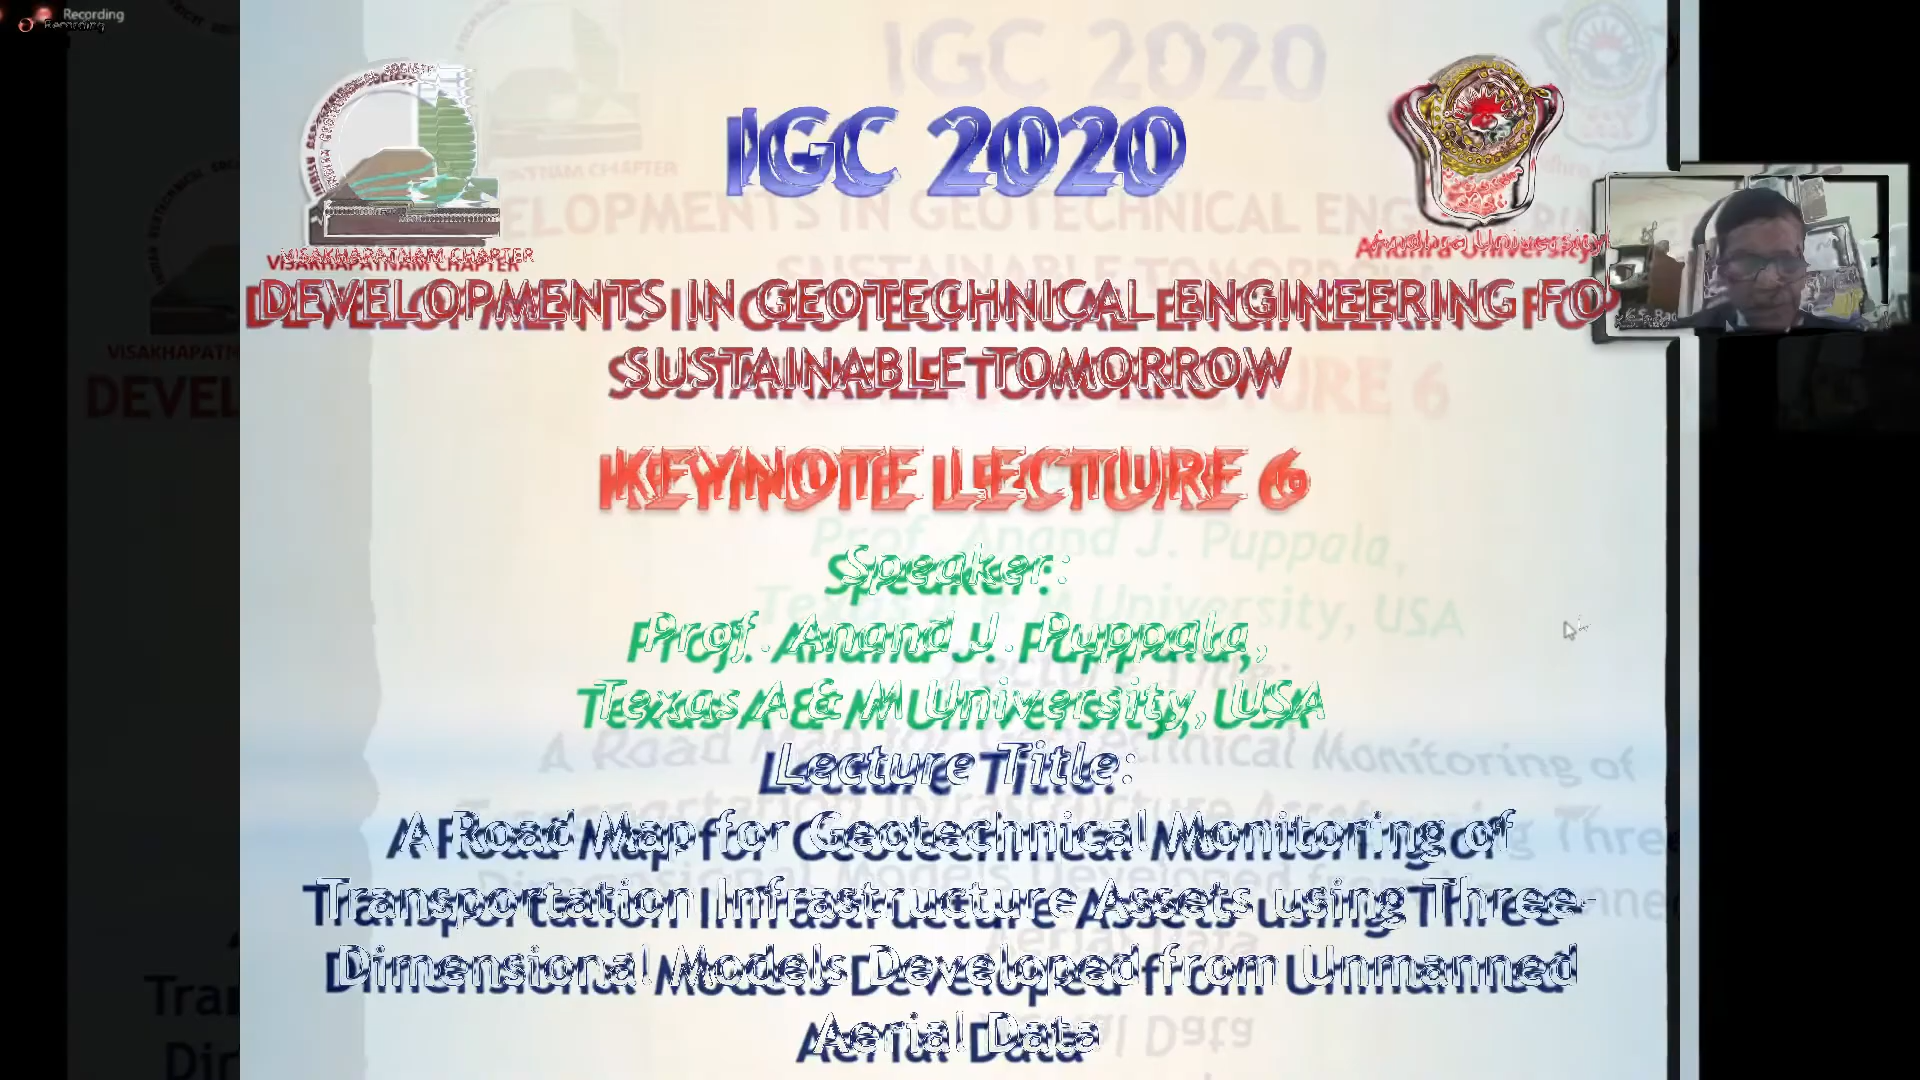 Recording
IGC 2020
VISAKHAPATNAM CHAPTER
Andhra University
DEVELOPMENTS IN GEOTECHNICAL ENGINEERING FO
SUSTAINABLE TOMORROW
KEYNOTE LECTURE 6
Speaker:
Prof. Anand J. Puppala,
Texas A & M University, USA
Lecture Title:
A Road Map for Geotechnical Monitoring of
Transportation Infrastructure Assets using Three-
Dimensional Models Developed from Unmanned
Aerial Data